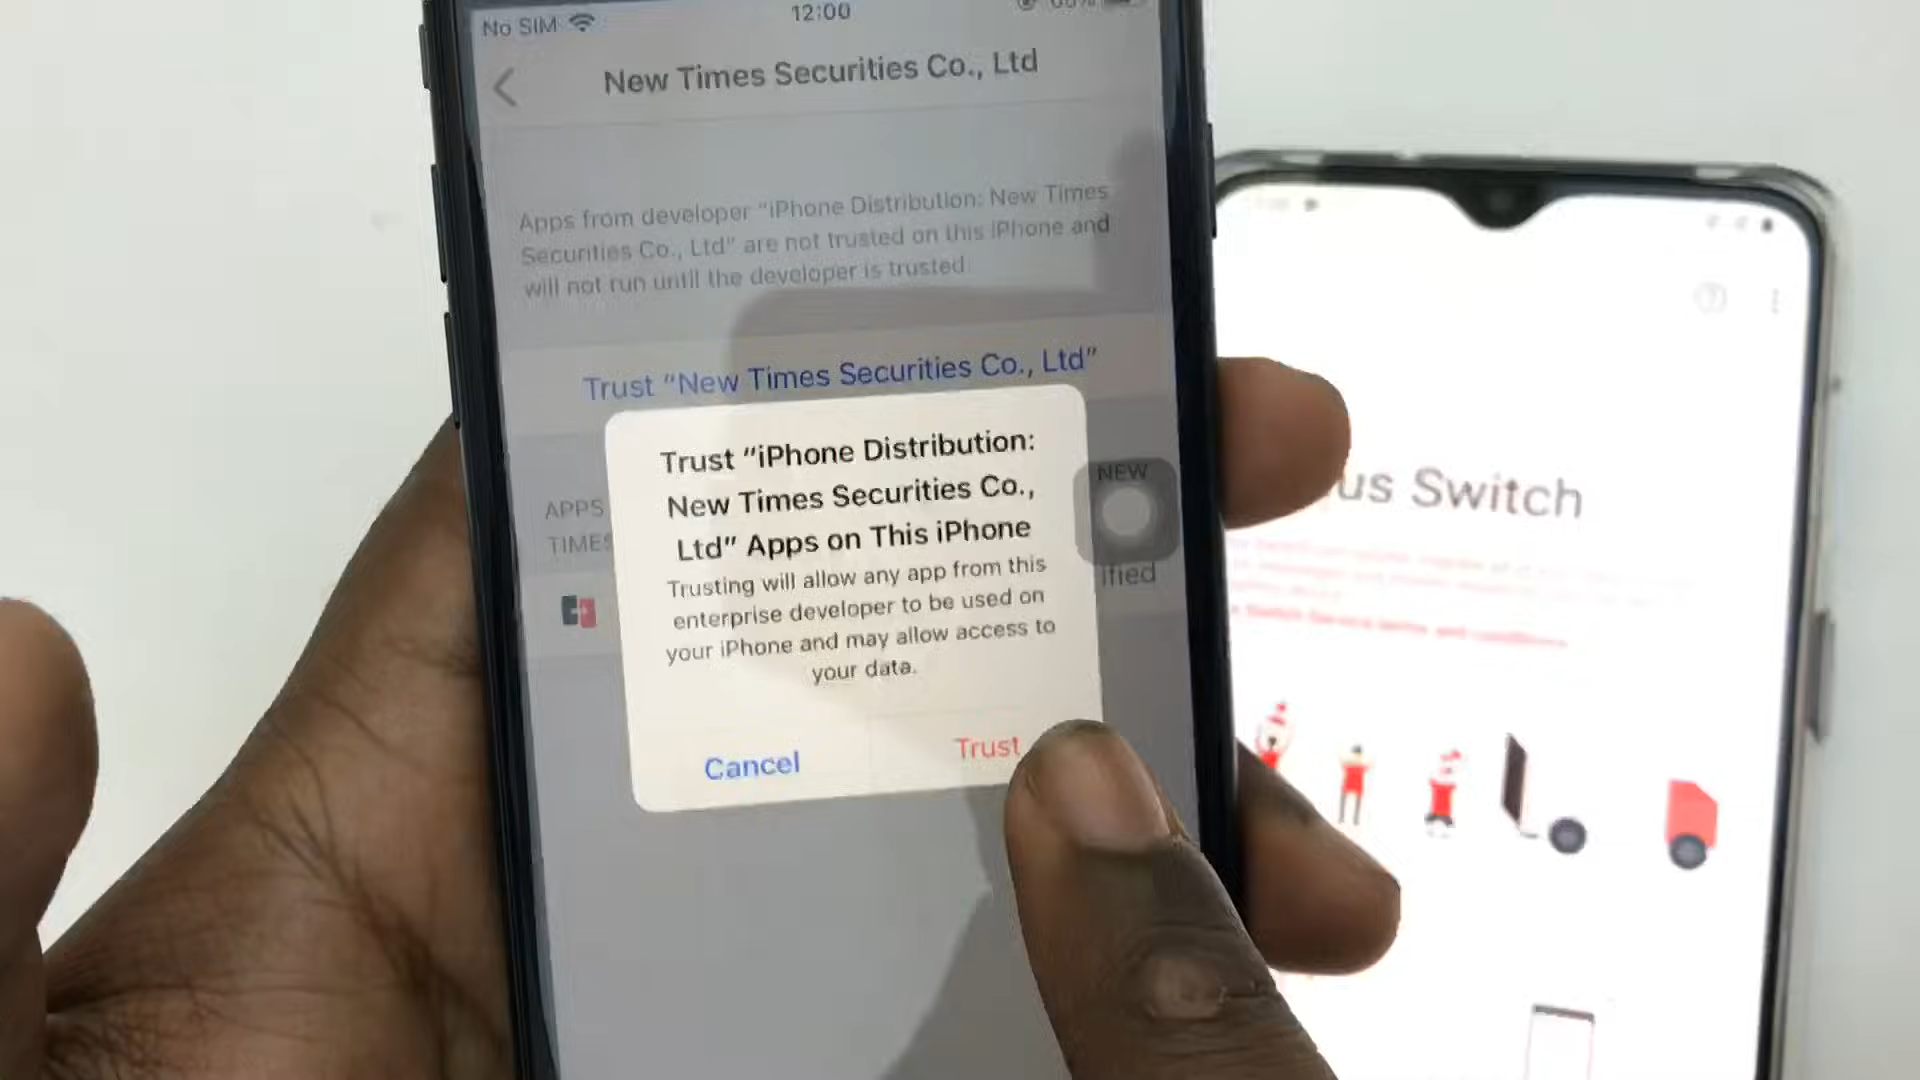 No SIM
12:00
New Times Securities Co., Ltd
Apps from developer “iPhone Distribution: New Times
Securities Co., Ltd” are not trusted on this iPhone and
will not run until the developer is trusted.
Trust “New Times Securities Co., Ltd”
APPS
NEW
TIMES
ified
Trust “iPhone Distribution:
New Times Securities Co.,
Ltd” Apps on This iPhone
Trusting will allow any app from this
enterprise developer to be used on
your iPhone and may allow access to
your data.
Cancel
Trust
us Switch